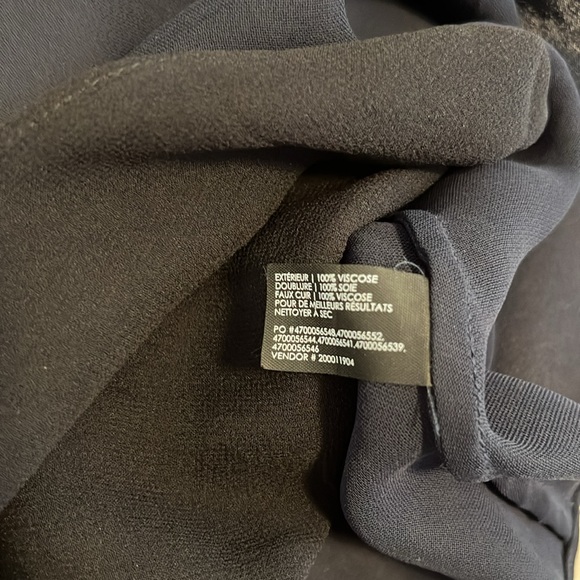 EXTÉRIEUR | 100% VISCOSE
DOUBLURE | 100% SOIE
FAUX CUIR | 100% VISCOSE
POUR DE MEILLEURS RÉSULTATS
NETTOYER À SEC
PO #4700056548,4700056552,
4700056544,4700056541,4700056539,
4700056546
VENDOR # 200011904